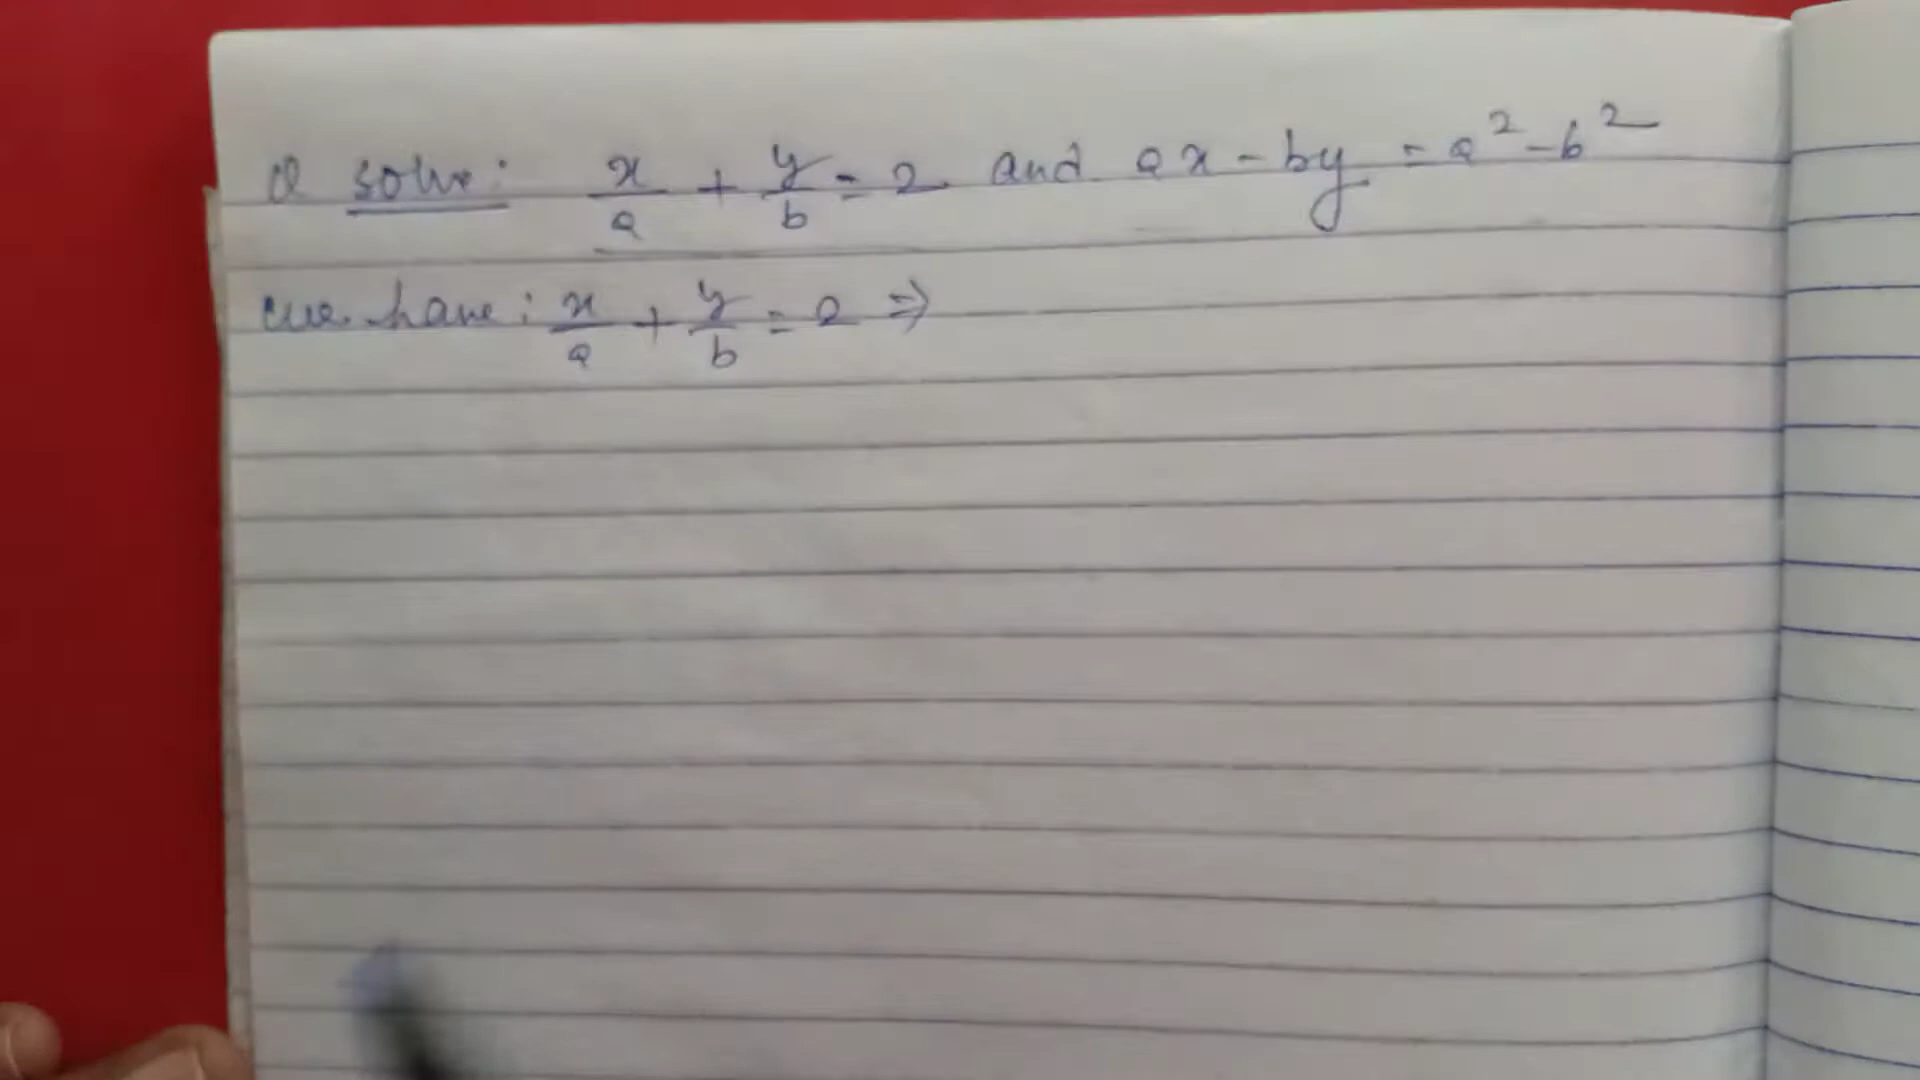 Q solve: x/a + y/b = 2 and ax - by = a² - b²
we have: x/a + y/b = 2 ⇒